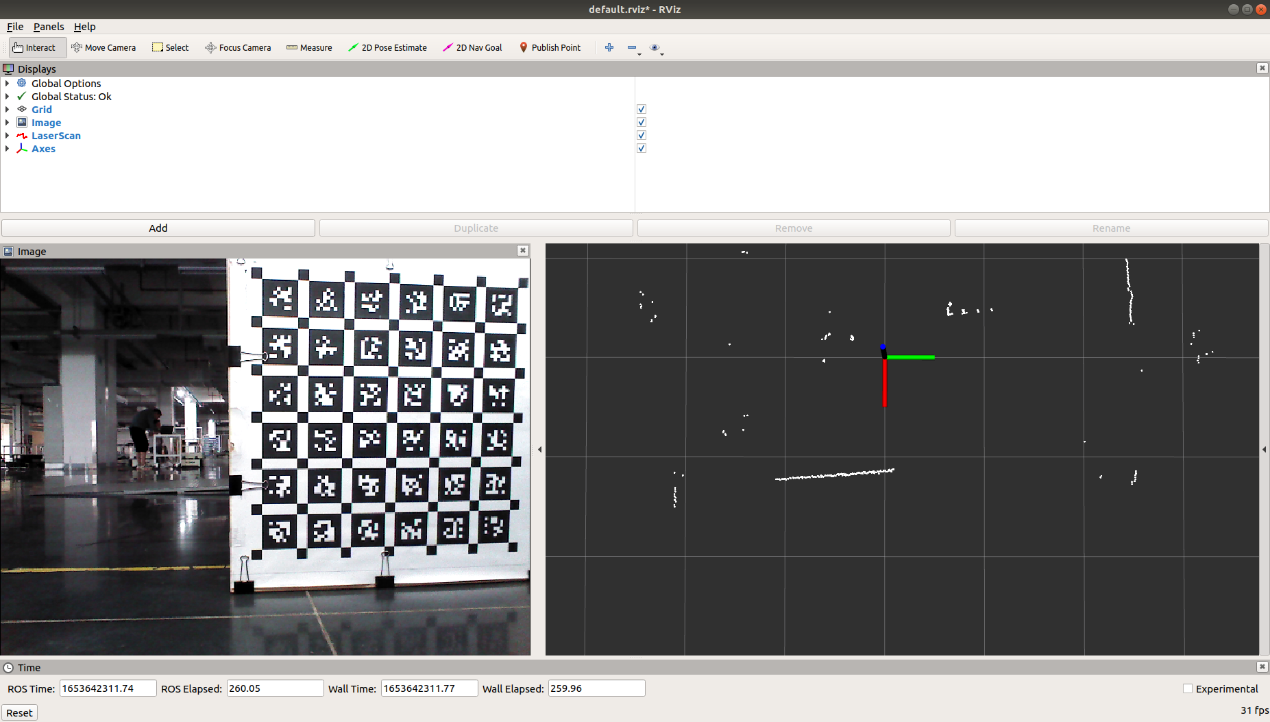 default.rviz* - RViz
File Panels Help
Interact Move Camera Select Focus Camera Measure 2D Pose Estimate 2D Nav Goal Publish Point
Displays
Global Options
Global Status: Ok
Grid
Image
LaserScan
Axes
Add Duplicate Remove Rename
Image
Time
ROS Time: 1653642311.74 ROS Elapsed: 260.05 Wall Time: 1653642311.77 Wall Elapsed: 259.96 Experimental
Reset 31 fps